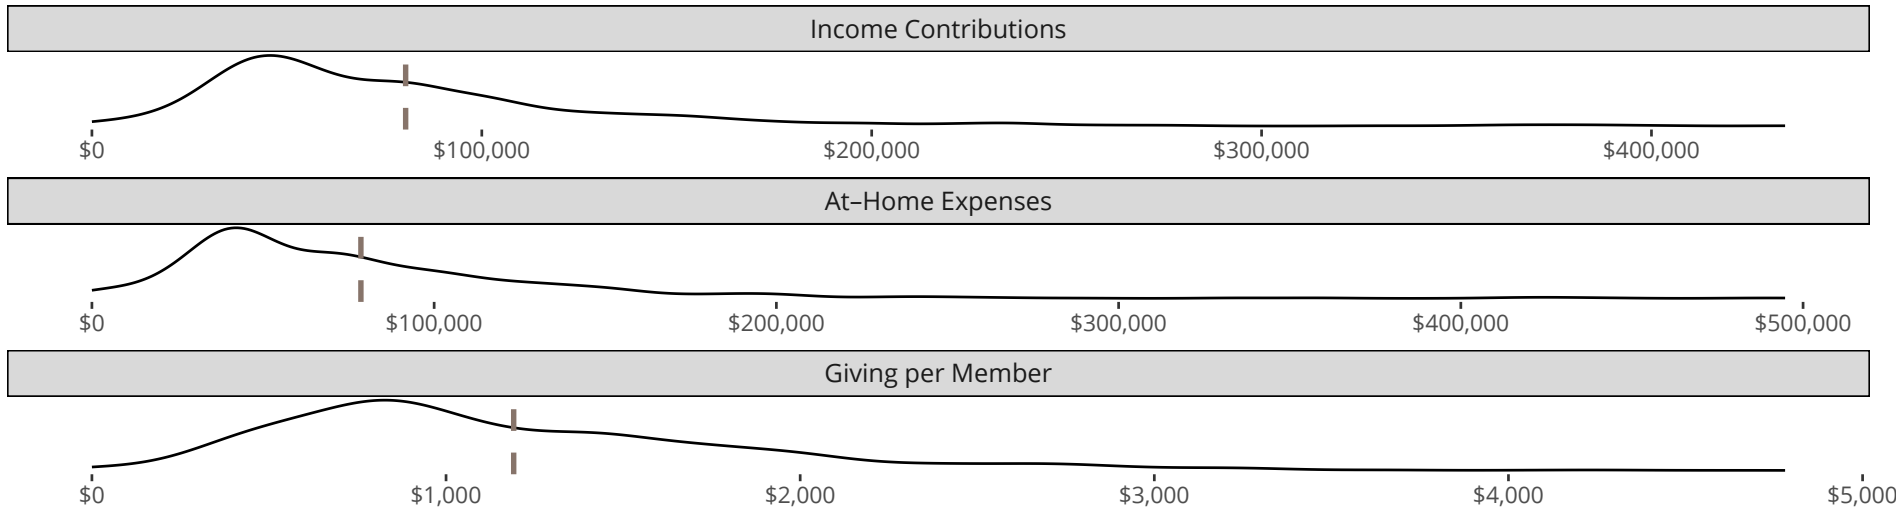 Income Contributions
$0 $100,000 $200,000 $300,000 $400,000
At–Home Expenses
$0 $100,000 $200,000 $300,000 $400,000 $500,000
Giving per Member
$0 $1,000 $2,000 $3,000 $4,000 $5,000